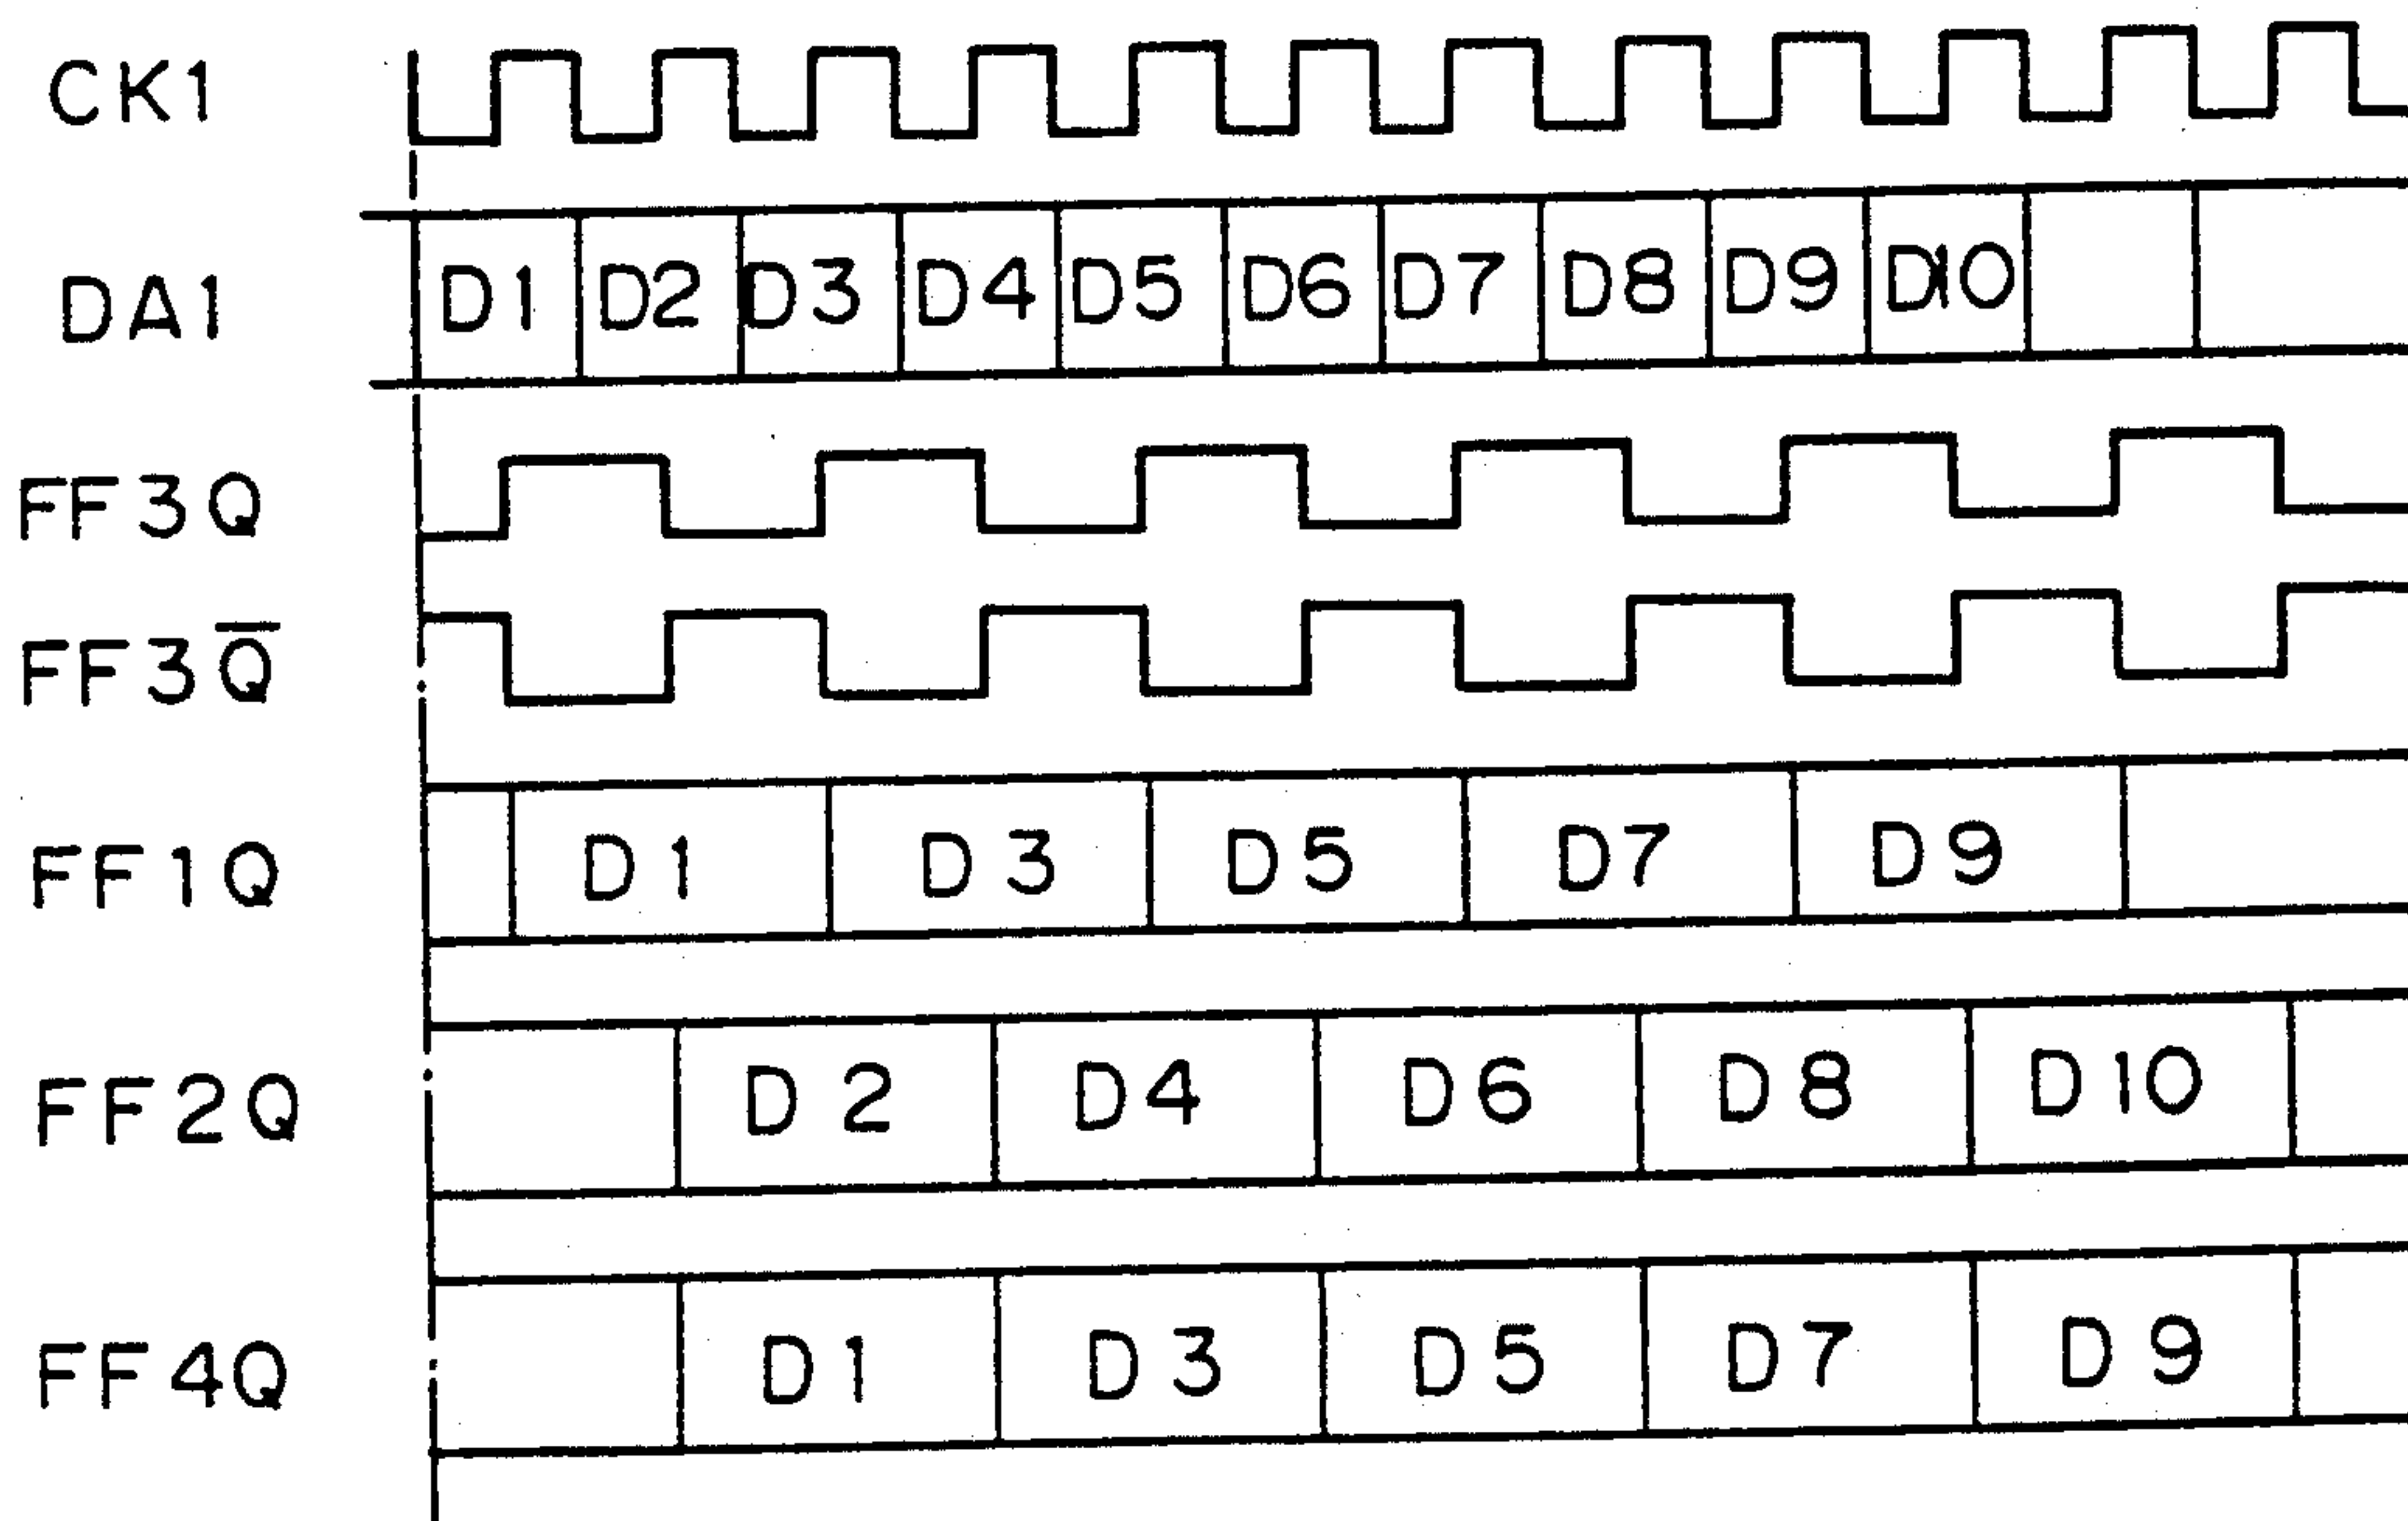 CK1
DA1 D1 D2 D3 D4 D5 D6 D7 D8 D9 D10
FF3Q
FF3Q̅
FF1Q D1 D3 D5 D7 D9
FF2Q D2 D4 D6 D8 D10
FF4Q D1 D3 D5 D7 D9